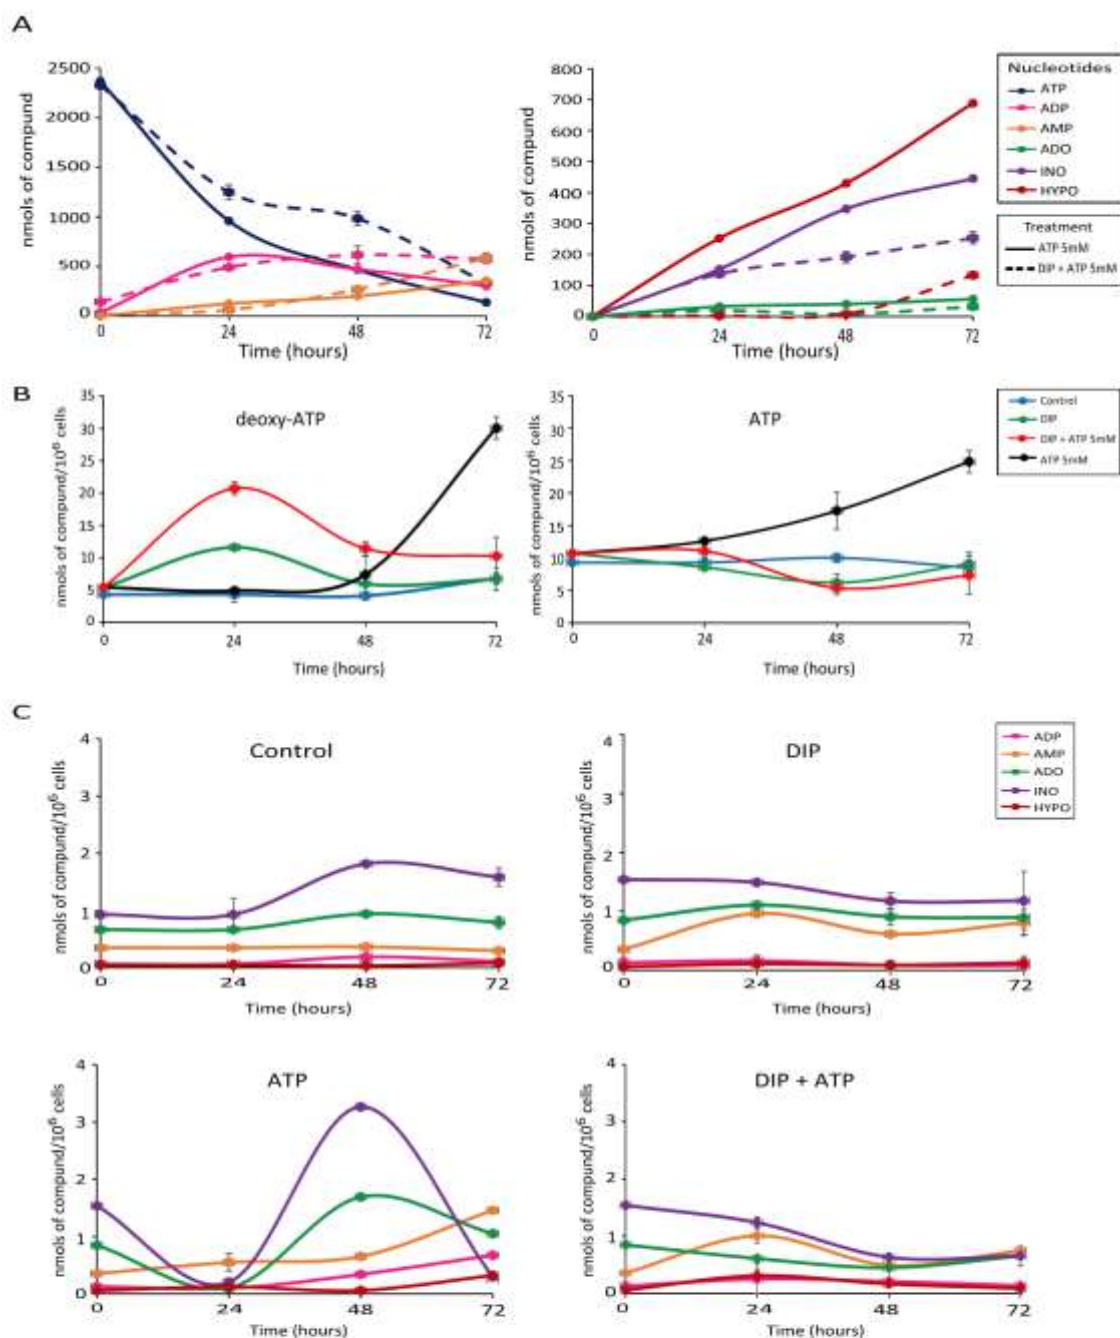 A
2500
2000
1500
1000
500
0
nmols of compund
0 24 48 72
Time (hours)
800
700
600
500
400
300
200
100
0
nmols of compund
0 24 48 72
Time (hours)
Nucleotides
ATP
ADP
AMP
ADO
INO
HYPO
Treatment
ATP 5mM
DIP + ATP 5mM
B
deoxy-ATP
35
30
25
20
15
10
5
0
nmols of compund/10⁶ cells
0 24 48 72
Time (hours)
ATP
35
30
25
20
15
10
5
0
nmols of compund/10⁶ cells
0 24 48 72
Time (hours)
Control
DIP
DIP + ATP 5mM
ATP 5mM
C
Control
4
3
2
1
0
nmols of compund/10⁶ cells
0 24 48 72
Time (hours)
DIP
4
3
2
1
0
nmols of compund/10⁶ cells
0 24 48 72
Time (hours)
ADP
AMP
ADO
INO
HYPO
ATP
4
3
2
1
0
nmols of compund/10⁶ cells
0 24 48 72
Time (hours)
DIP + ATP
4
3
2
1
0
nmols of compund/10⁶ cells
0 24 48 72
Time (hours)